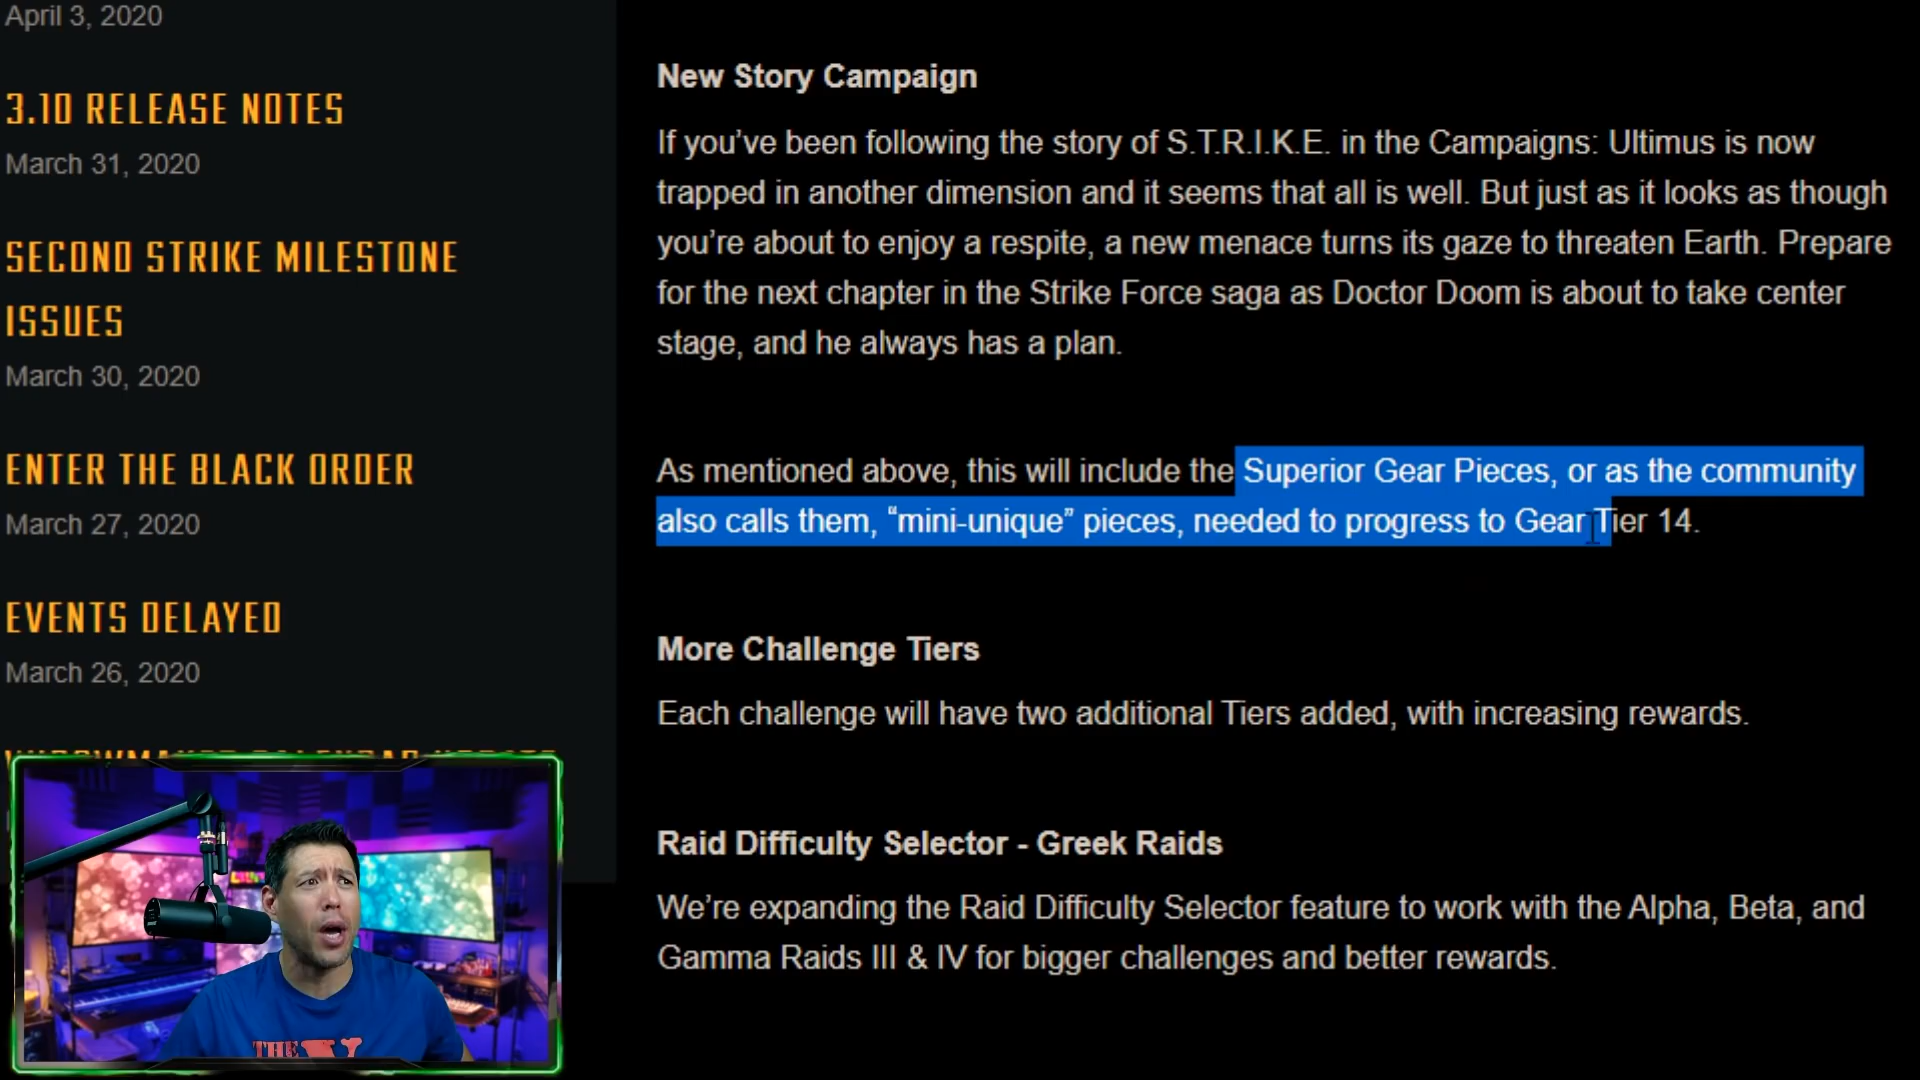 April 3, 2020
3.10 RELEASE NOTES
March 31, 2020
SECOND STRIKE MILESTONE
ISSUES
March 30, 2020
ENTER THE BLACK ORDER
March 27, 2020
EVENTS DELAYED
March 26, 2020
New Story Campaign
If you’ve been following the story of S.T.R.I.K.E. in the Campaigns: Ultimus is now
trapped in another dimension and it seems that all is well. But just as it looks as though
you’re about to enjoy a respite, a new menace turns its gaze to threaten Earth. Prepare
for the next chapter in the Strike Force saga as Doctor Doom is about to take center
stage, and he always has a plan.
As mentioned above, this will include the Superior Gear Pieces, or as the community
also calls them, “mini-unique” pieces, needed to progress to Gear Tier 14.
More Challenge Tiers
Each challenge will have two additional Tiers added, with increasing rewards.
Raid Difficulty Selector - Greek Raids
We’re expanding the Raid Difficulty Selector feature to work with the Alpha, Beta, and
Gamma Raids III & IV for bigger challenges and better rewards.
THE